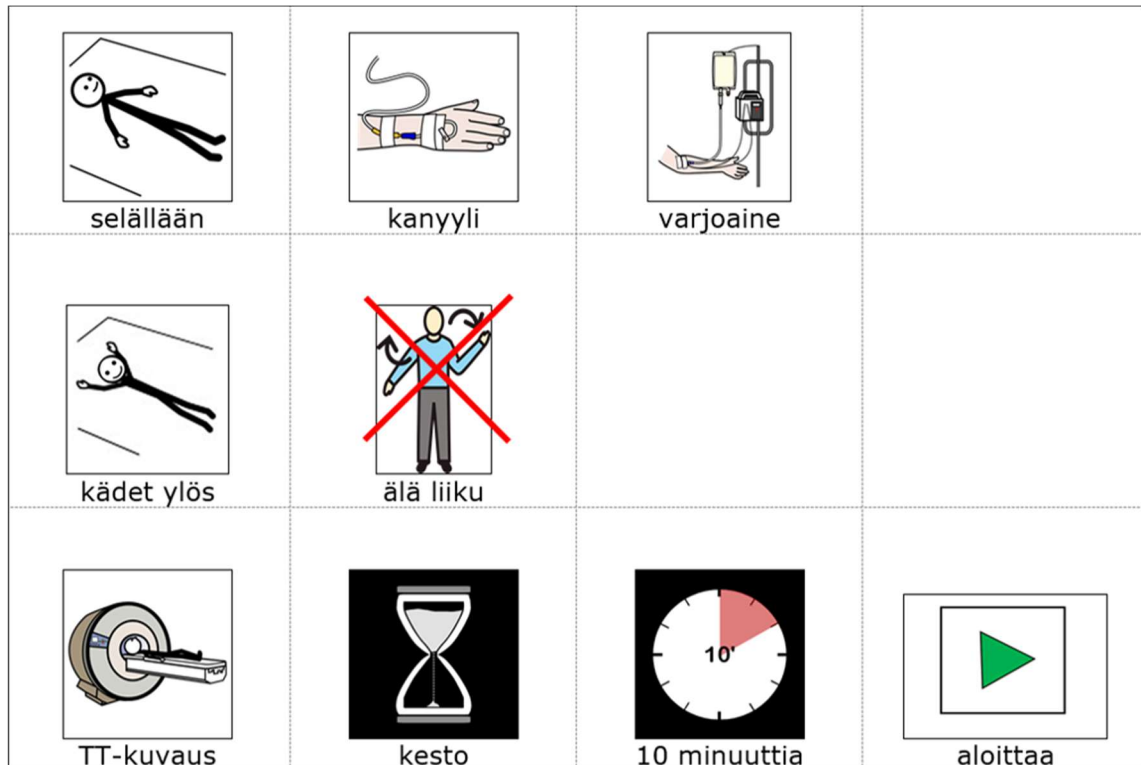 selällään
kanyyli
varjoaine
kädet ylös
älä liiku
10'
TT-kuvaus
kesto
10 minuuttia
aloittaa